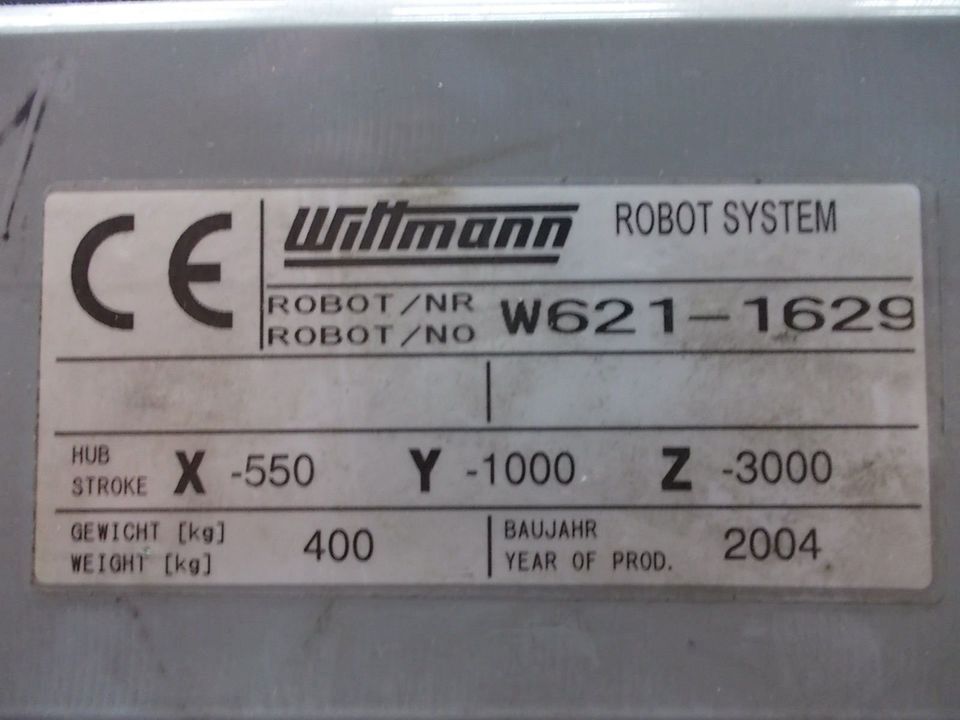 CE Wittmann ROBOT SYSTEM
ROBOT/NR
ROBOT/NO W621-1629
HUB
STROKE X -550 Y -1000 Z -3000
GEWICHT [kg]
WEIGHT [kg] 400
BAUJAHR
YEAR OF PROD. 2004